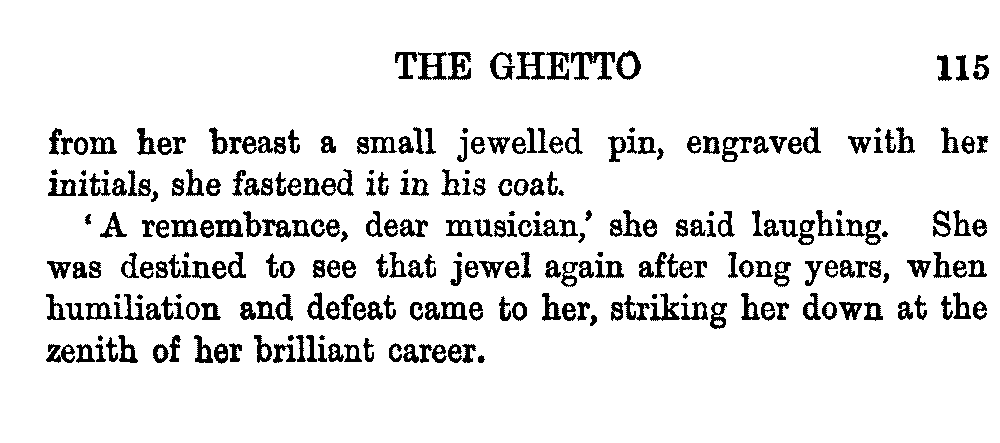 THE GHETTO 115
from her breast a small jewelled pin, engraved with her
initials, she fastened it in his coat.
‘A remembrance, dear musician,’ she said laughing. She
was destined to see that jewel again after long years, when
humiliation and defeat came to her, striking her down at the
zenith of her brilliant career.